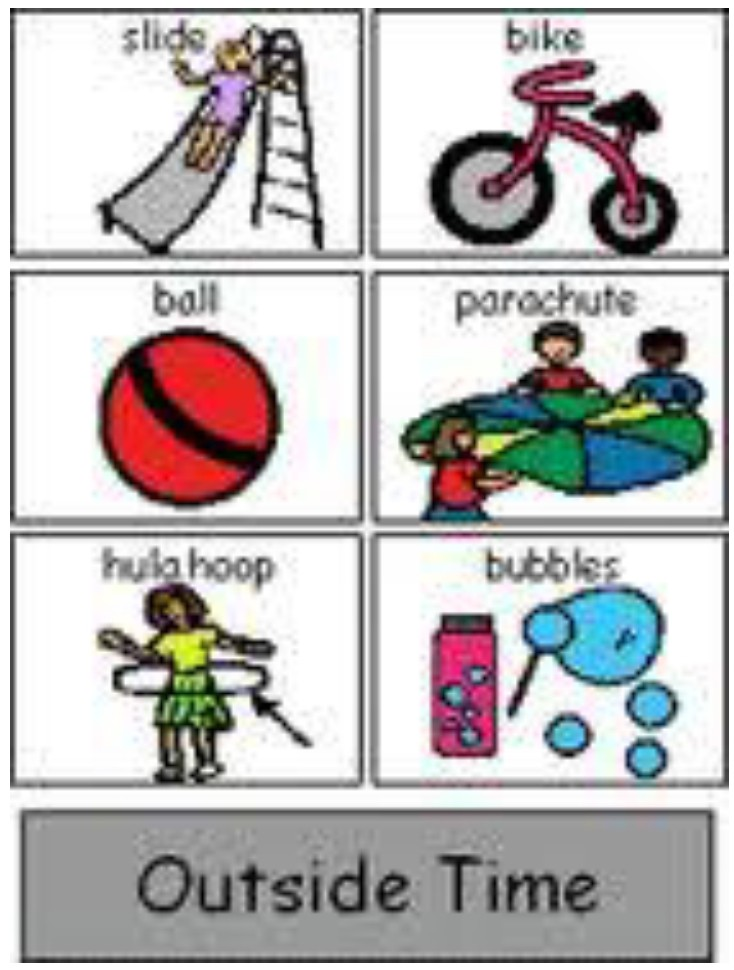 slide
bike
ball
parachute
hula hoop
bubbles
Outside Time